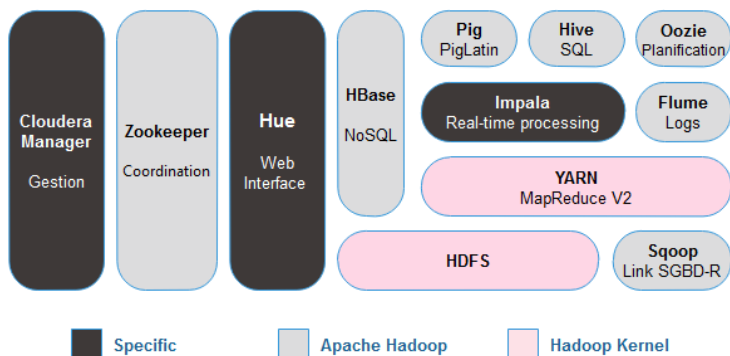 Cloudera
Manager
Gestion
Zookeeper
Coordination
Hue
Web
Interface
HBase
NoSQL
Pig
PigLatin
Hive
SQL
Oozie
Planification
Impala
Real-time processing
Flume
Logs
YARN
MapReduce V2
HDFS
Sqoop
Link SGBD-R
Specific
Apache Hadoop
Hadoop Kernel